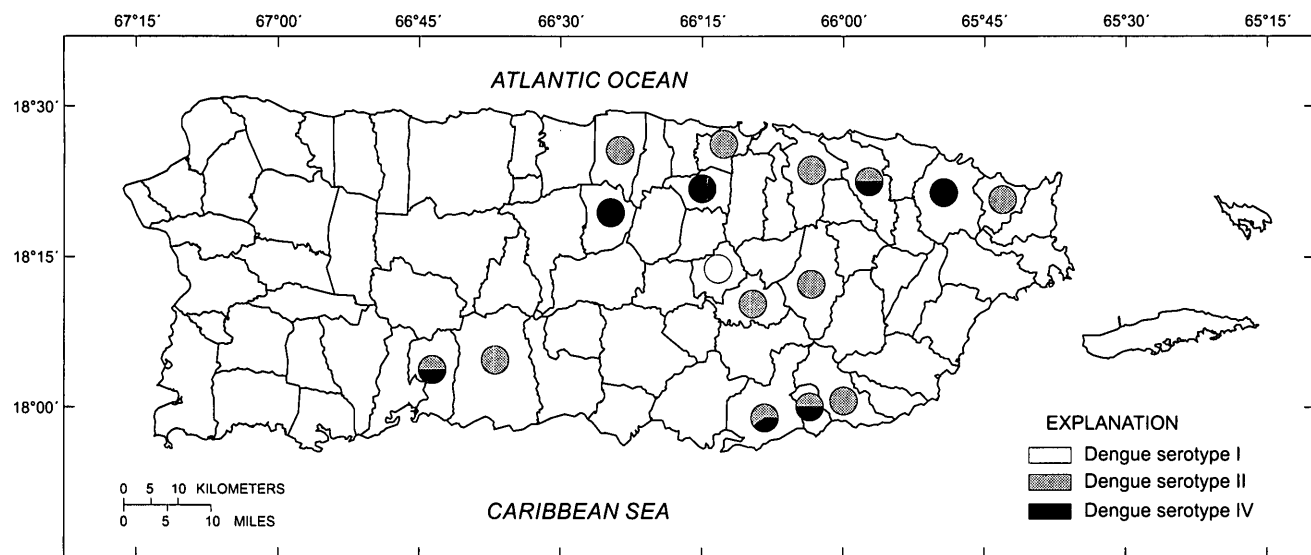 67°15′ 67°00′ 66°45′ 66°30′ 66°15′ 66°00′ 65°45′ 65°30′ 65°15′
ATLANTIC OCEAN
18°30′
18°15′
18°00′
EXPLANATION
Dengue serotype I
Dengue serotype II
Dengue serotype IV
0 5 10 KILOMETERS
0 5 10 MILES
CARIBBEAN SEA